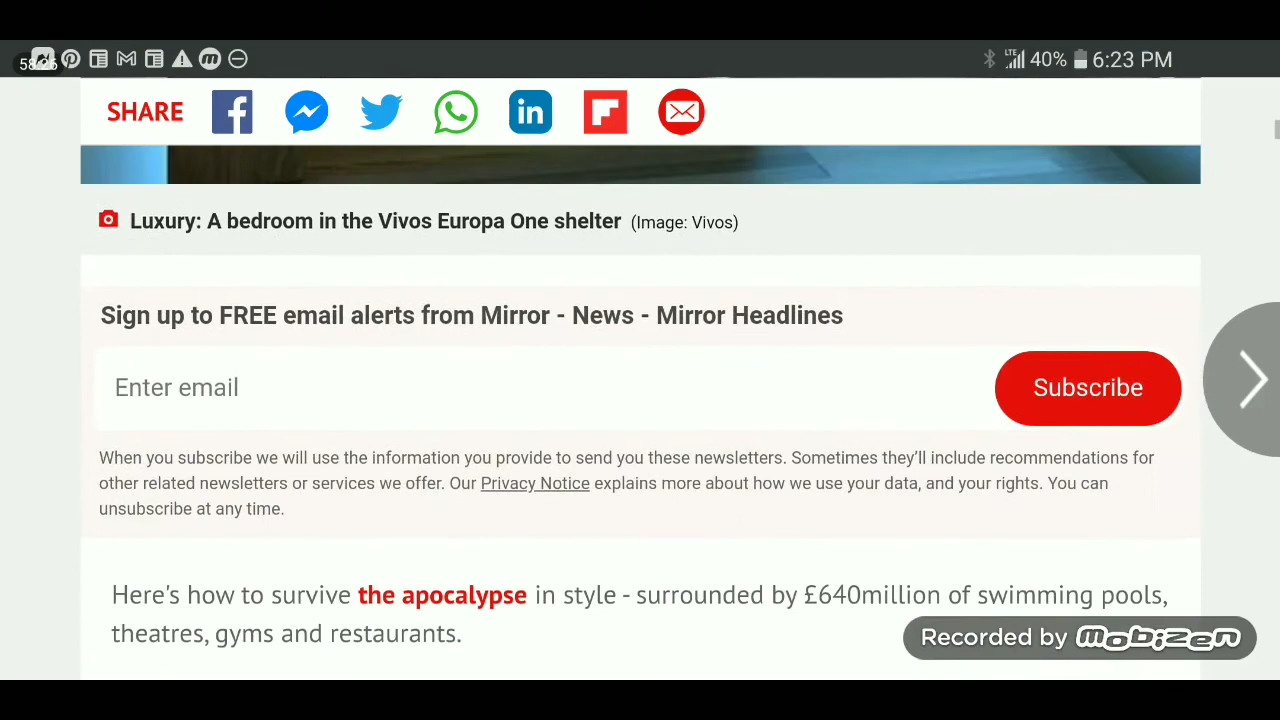 58:26
LTE 40% 6:23 PM
SHARE
Luxury: A bedroom in the Vivos Europa One shelter (Image: Vivos)
Sign up to FREE email alerts from Mirror - News - Mirror Headlines
Enter email
Subscribe
When you subscribe we will use the information you provide to send you these newsletters. Sometimes they'll include recommendations for
other related newsletters or services we offer. Our Privacy Notice explains more about how we use your data, and your rights. You can
unsubscribe at any time.
Here's how to survive the apocalypse in style - surrounded by £640million of swimming pools,
theatres, gyms and restaurants.
Recorded by mobizen